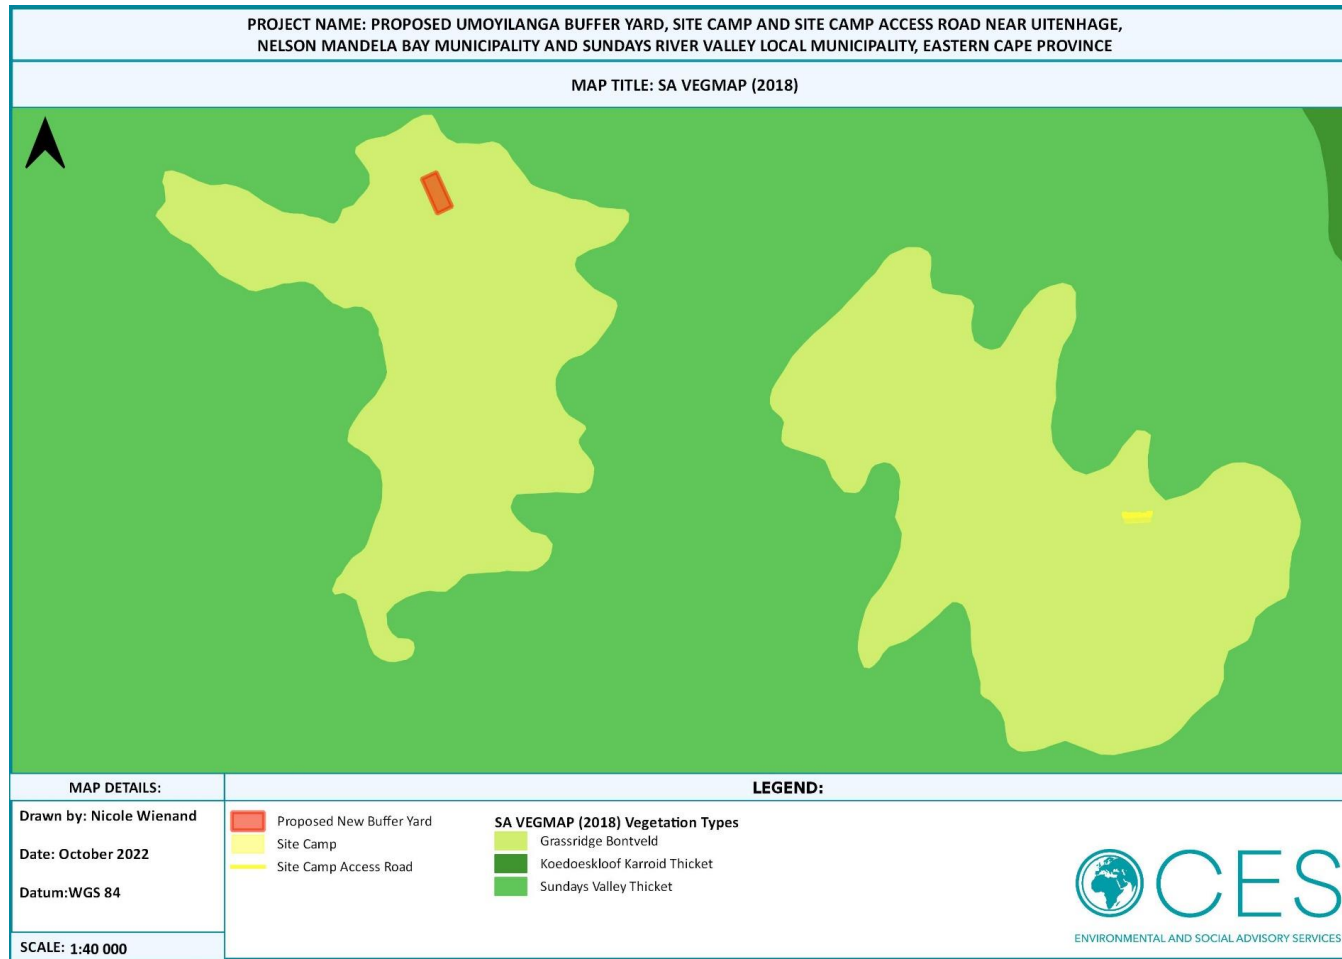 PROJECT NAME: PROPOSED UMOYILANGA BUFFER YARD, SITE CAMP AND SITE CAMP ACCESS ROAD NEAR UITENHAGE,
NELSON MANDELA BAY MUNICIPALITY AND SUNDAYS RIVER VALLEY LOCAL MUNICIPALITY, EASTERN CAPE PROVINCE
MAP TITLE: SA VEGMAP (2018)
MAP DETAILS:
Drawn by: Nicole Wienand
Date: October 2022
Datum:WGS 84
SCALE: 1:40 000
LEGEND:
Proposed New Buffer Yard
Site Camp
Site Camp Access Road
SA VEGMAP (2018) Vegetation Types
Grassridge Bontveld
Koedoeskloof Karroid Thicket
Sundays Valley Thicket
CES
ENVIRONMENTAL AND SOCIAL ADVISORY SERVICES